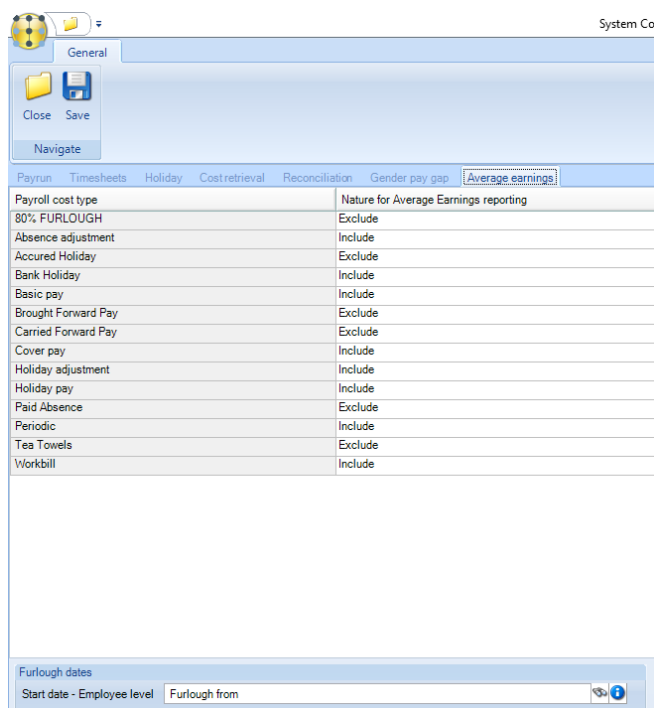 System Co
General
Close Save
Navigate
Payrun Timesheets Holiday Cost retrieval Reconciliation Gender pay gap Average earnings
Payroll cost type Nature for Average Earnings reporting
80% FURLOUGH Exclude
Absence adjustment Include
Accured Holiday Exclude
Bank Holiday Include
Basic pay Include
Brought Forward Pay Exclude
Carried Forward Pay Exclude
Cover pay Include
Holiday adjustment Include
Holiday pay Include
Paid Absence Exclude
Periodic Include
Tea Towels Exclude
Workbill Include
Furlough dates
Start date - Employee level Furlough from